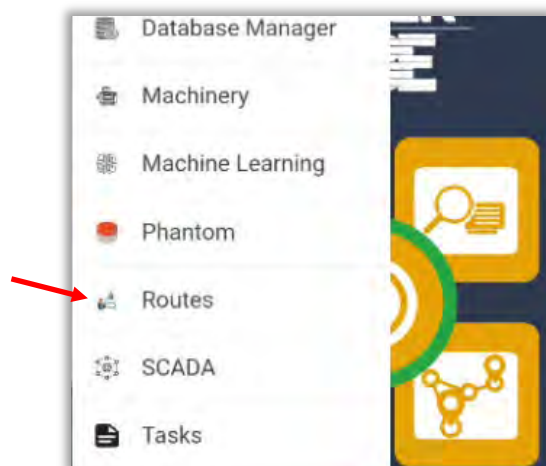 Database Manager
Machinery
Machine Learning
Phantom
Routes
SCADA
Tasks